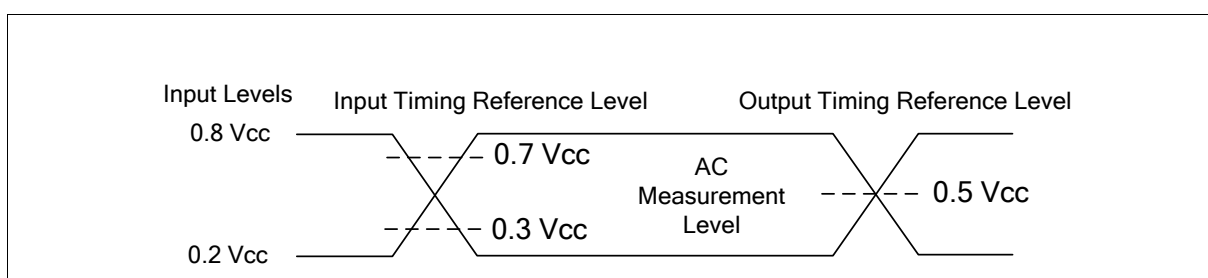 Input Levels
Input Timing Reference Level
Output Timing Reference Level
0.8 Vcc
0.7 Vcc
AC
Measurement
Level
0.5 Vcc
0.3 Vcc
0.2 Vcc